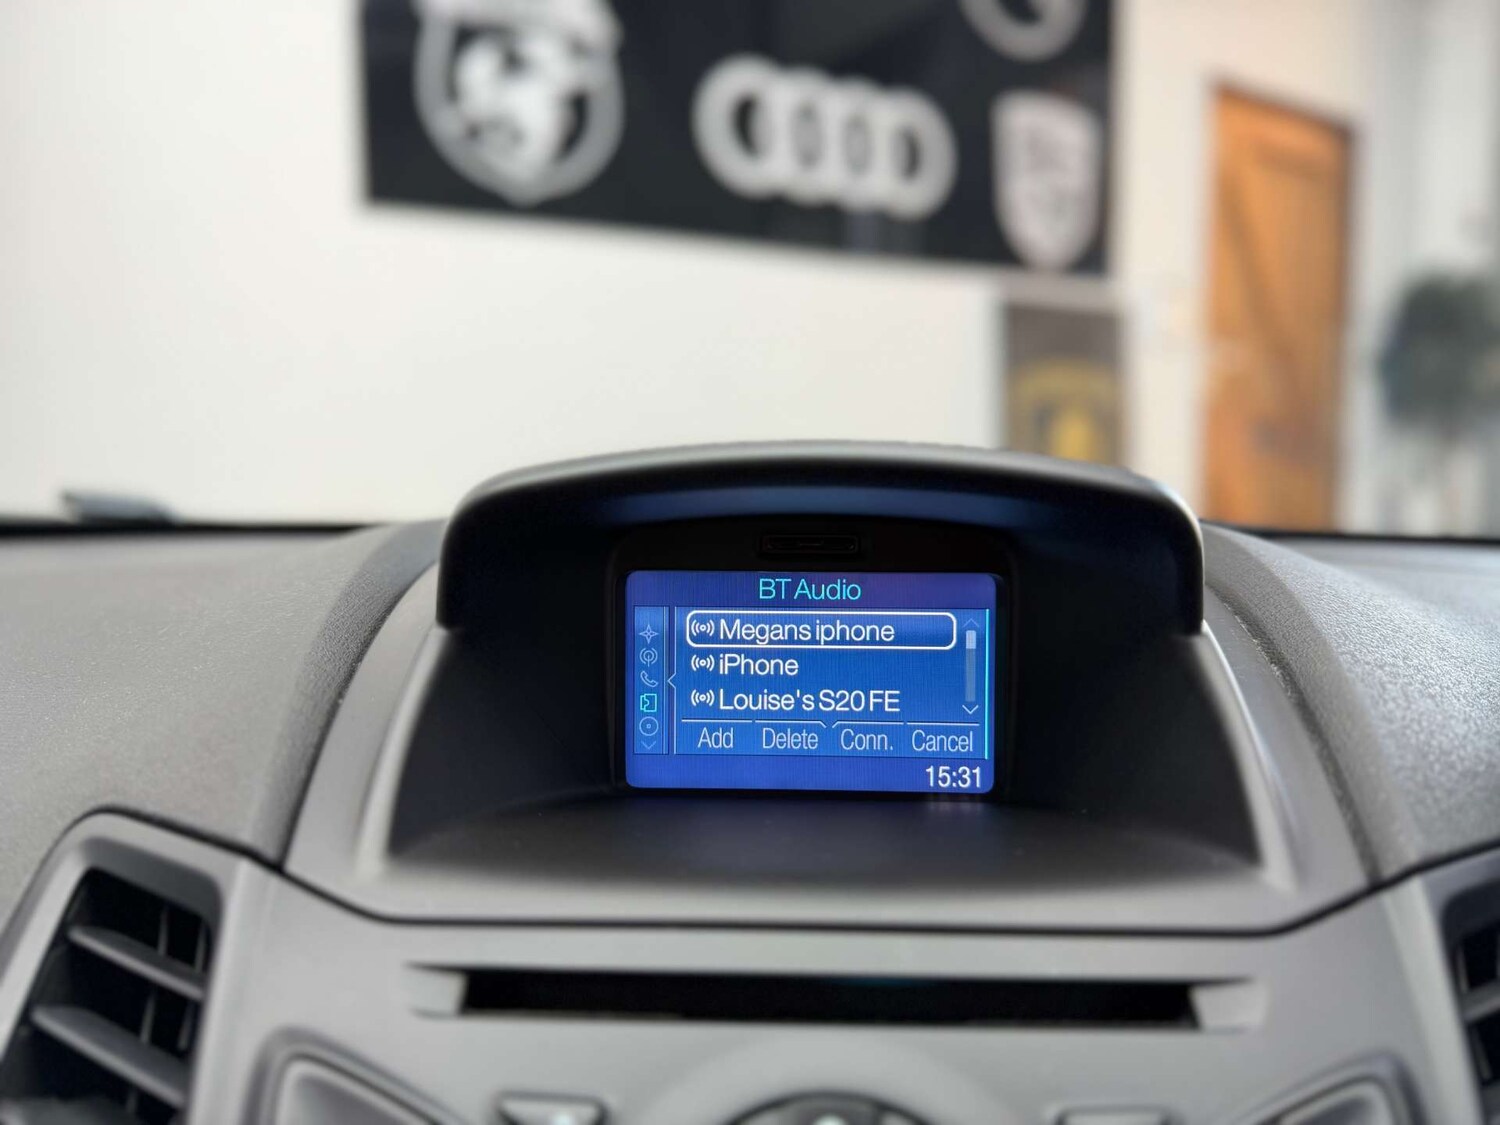 BT Audio
Megans iphone
iPhone
Louise's S20 FE
Add Delete Conn. Cancel
15:31